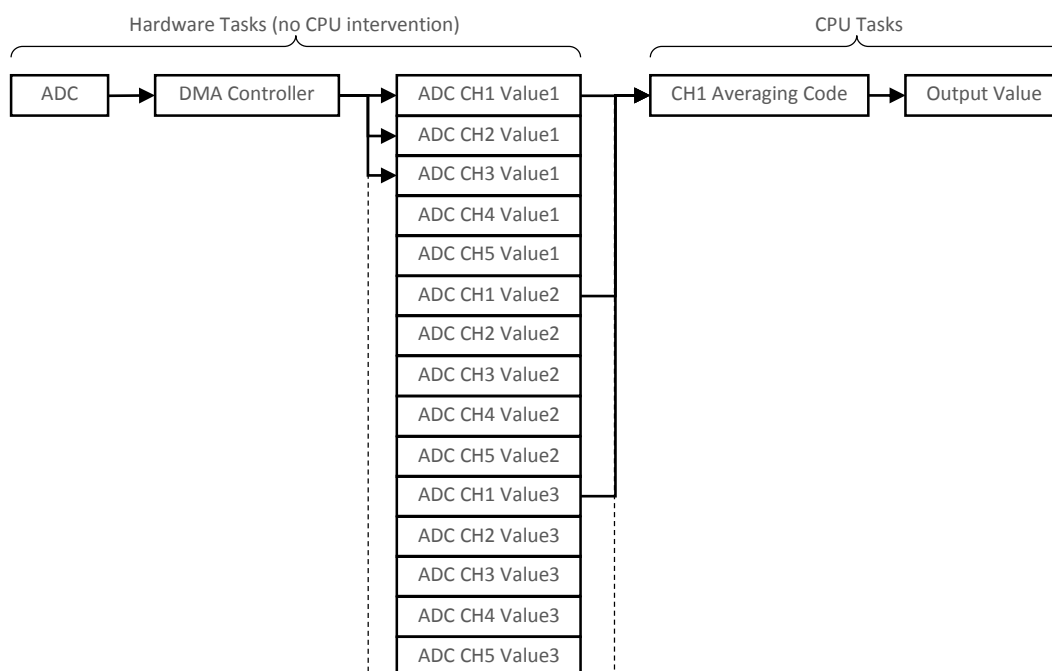 Hardware Tasks (no CPU intervention)
CPU Tasks
ADC
DMA Controller
ADC CH1 Value1
CH1 Averaging Code
Output Value
ADC CH2 Value1
ADC CH3 Value1
ADC CH4 Value1
ADC CH5 Value1
ADC CH1 Value2
ADC CH2 Value2
ADC CH3 Value2
ADC CH4 Value2
ADC CH5 Value2
ADC CH1 Value3
ADC CH2 Value3
ADC CH3 Value3
ADC CH4 Value3
ADC CH5 Value3